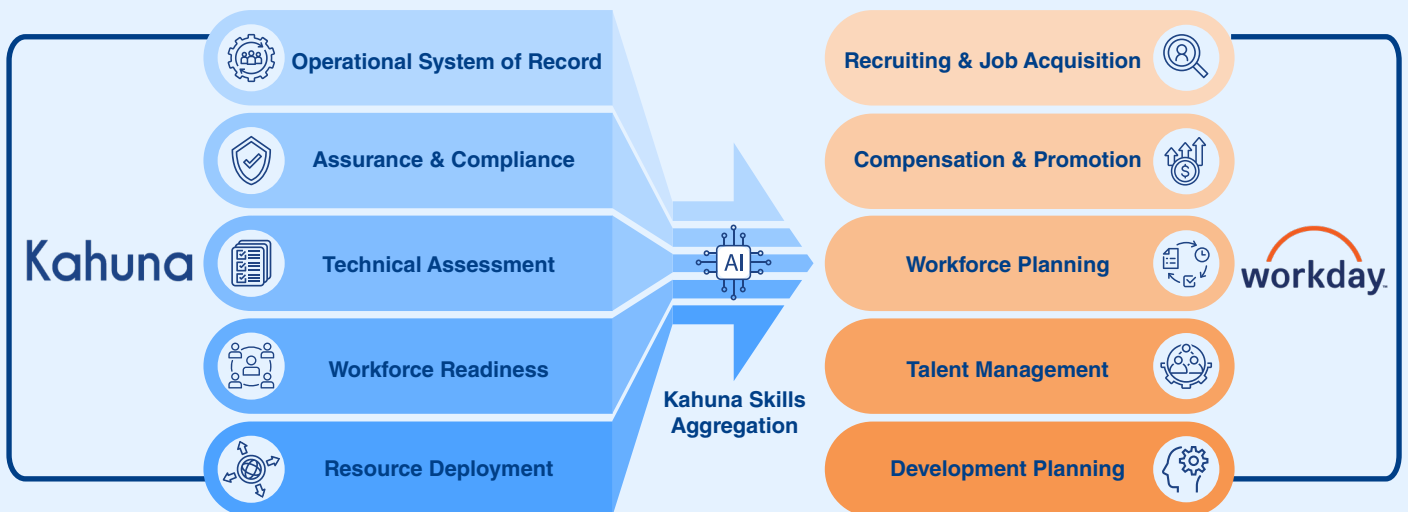 Kahuna
Operational System of Record
Assurance & Compliance
Technical Assessment
Workforce Readiness
Resource Deployment
AI
Kahuna Skills
Aggregation
Recruiting & Job Acquisition
Compensation & Promotion
$
Workforce Planning
Talent Management
Development Planning
workday™